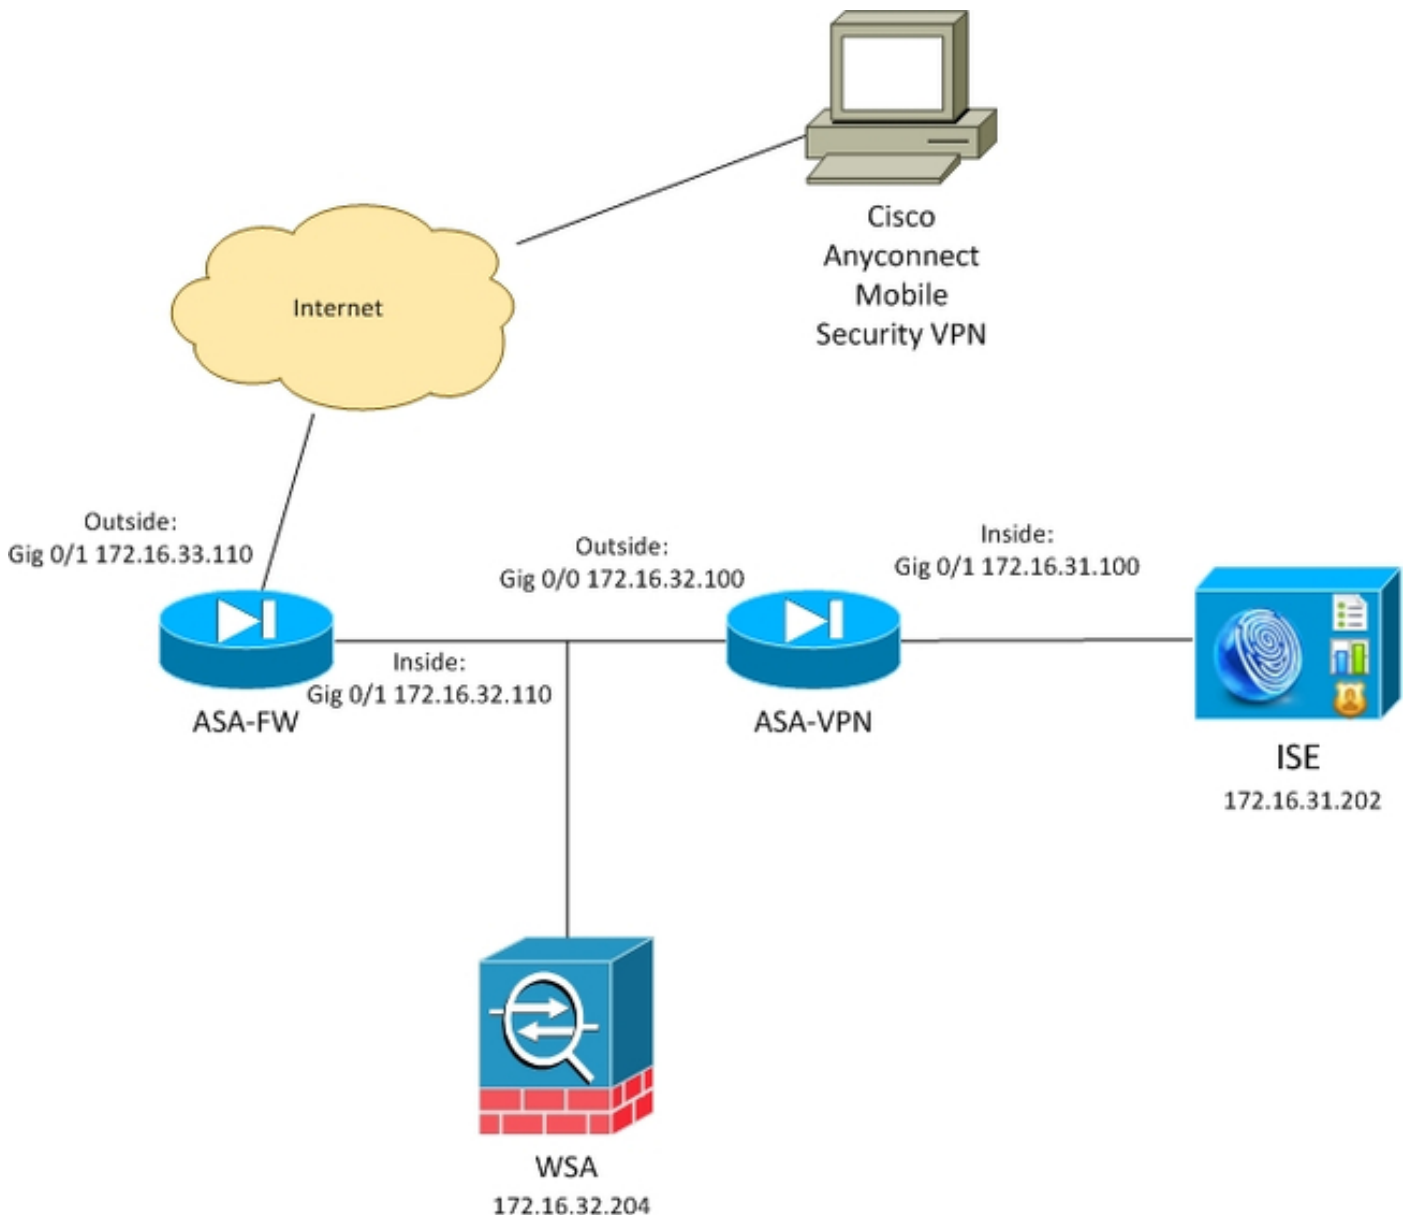 Cisco
Anyconnect
Mobile
Security VPN
Internet
Outside:
Gig 0/1 172.16.33.110
Outside:
Gig 0/0 172.16.32.100
Inside:
Gig 0/1 172.16.31.100
Inside:
Gig 0/1 172.16.32.110
ASA-FW
ASA-VPN
ISE
172.16.31.202
WSA
172.16.32.204